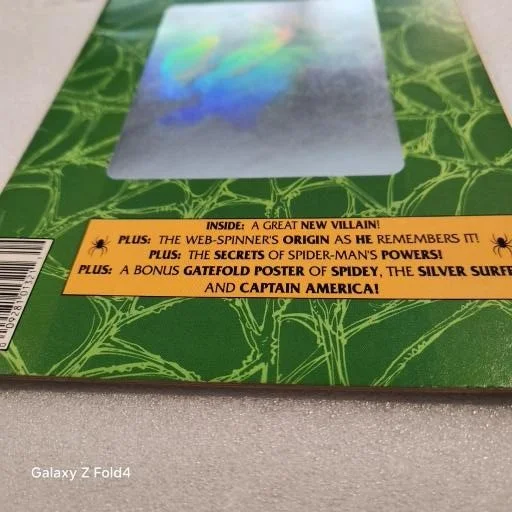 INSIDE: A GREAT NEW VILLAIN!
PLUS: THE WEB-SPINNER'S ORIGIN AS HE REMEMBERS IT!
PLUS: THE SECRETS OF SPIDER-MAN'S POWERS!
PLUS: A BONUS GATEFOLD POSTER OF SPIDEY, THE SILVER SURFE
AND CAPTAIN AMERICA!
Galaxy Z Fold4